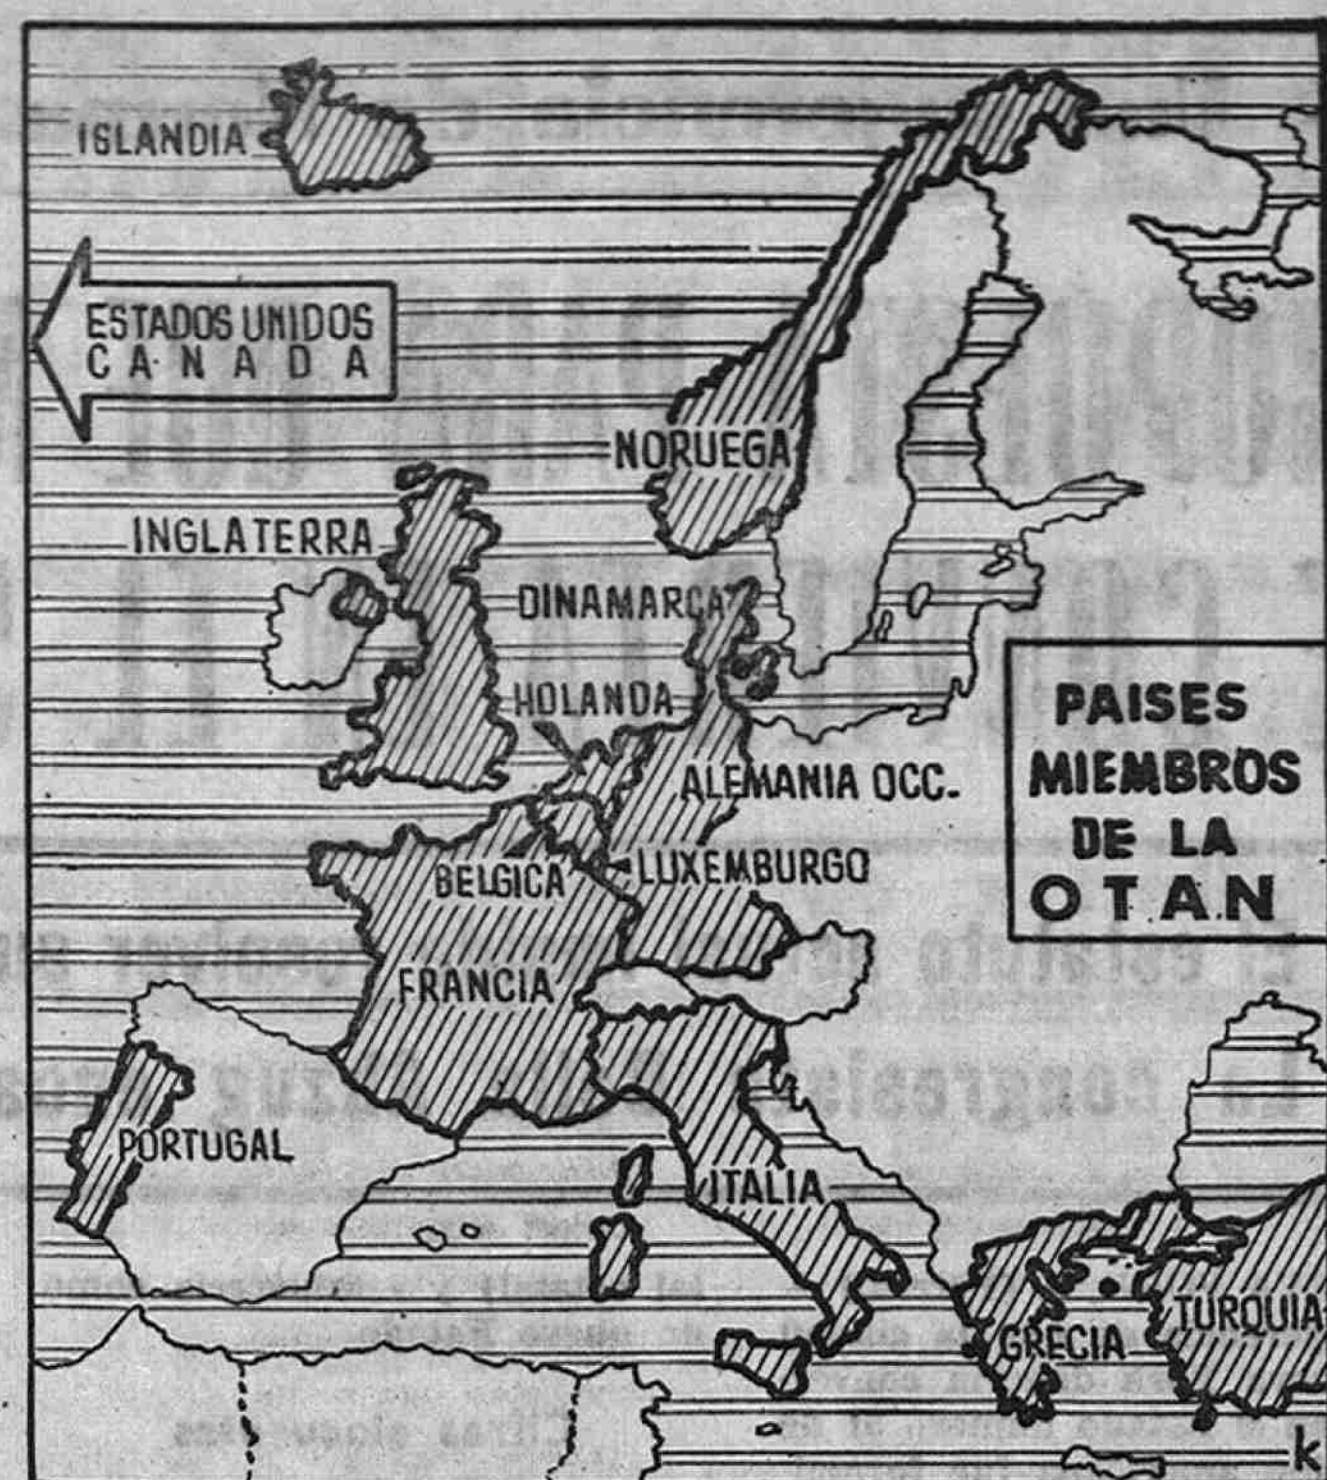 ISLANDIA
ESTADOS UNIDOS
CANADA
NORUEGA
INGLATERRA
DINAMARCA
HOLANDA
PAISES
MIEMBROS
DE LA
OTAN
ALEMANIA OCC.
LUXEMBURGO
BELGICA
FRANCIA
PORTUGAL
ITALIA
TURQUIA
GRECIA
k